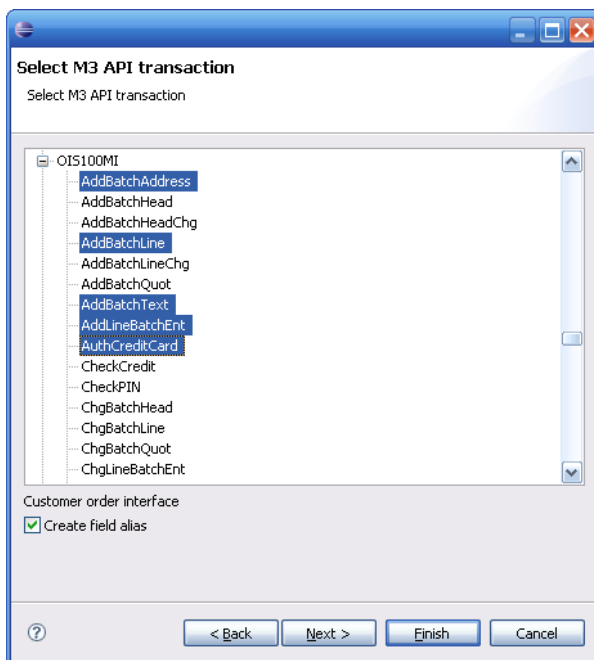 Select M3 API transaction
Select M3 API transaction
OIS100MI
AddBatchAddress
AddBatchHead
AddBatchHeadChg
AddBatchLine
AddBatchLineChg
AddBatchQuot
AddBatchText
AddLineBatchEnt
AuthCreditCard
CheckCredit
CheckPIN
ChgBatchHead
ChgBatchLine
ChgBatchQuot
ChgLineBatchEnt
Customer order interface
Create field alias
? < Back Next > Finish Cancel